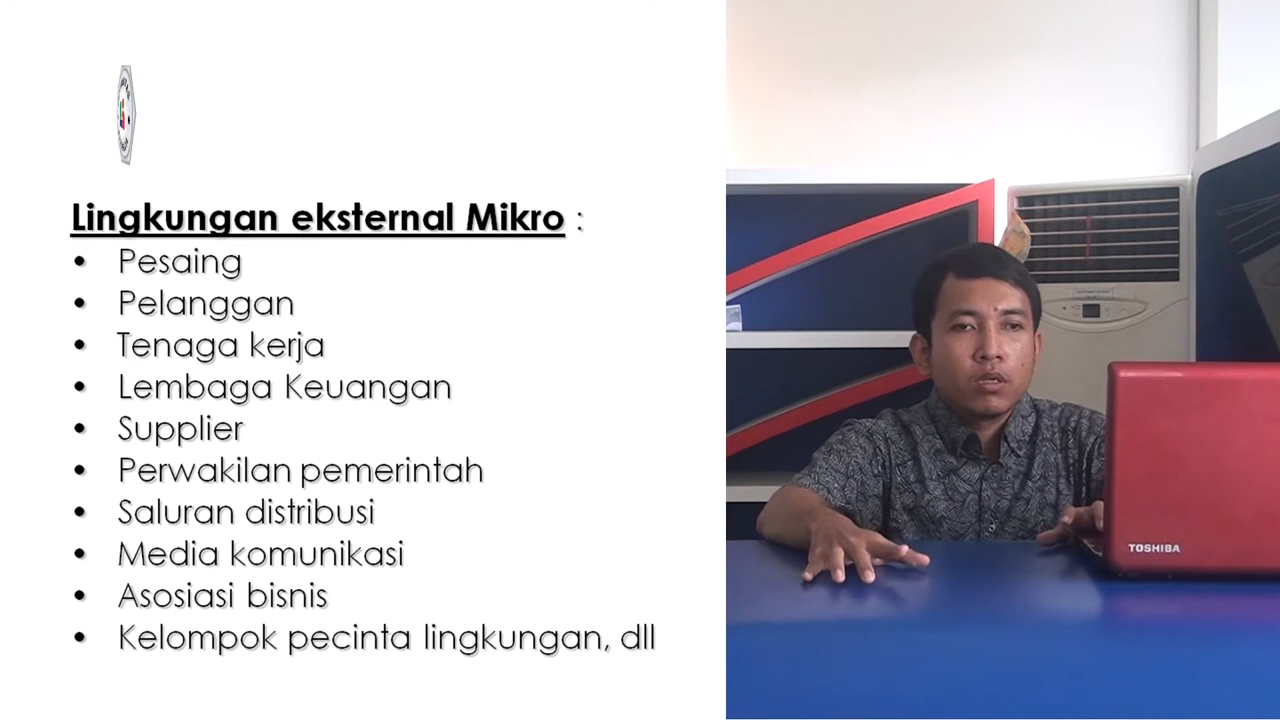 Lingkungan eksternal Mikro :
• Pesaing
• Pelanggan
• Tenaga kerja
• Lembaga Keuangan
• Supplier
• Perwakilan pemerintah
• Saluran distribusi
• Media komunikasi
• Asosiasi bisnis
• Kelompok pecinta lingkungan, dll
TOSHIBA